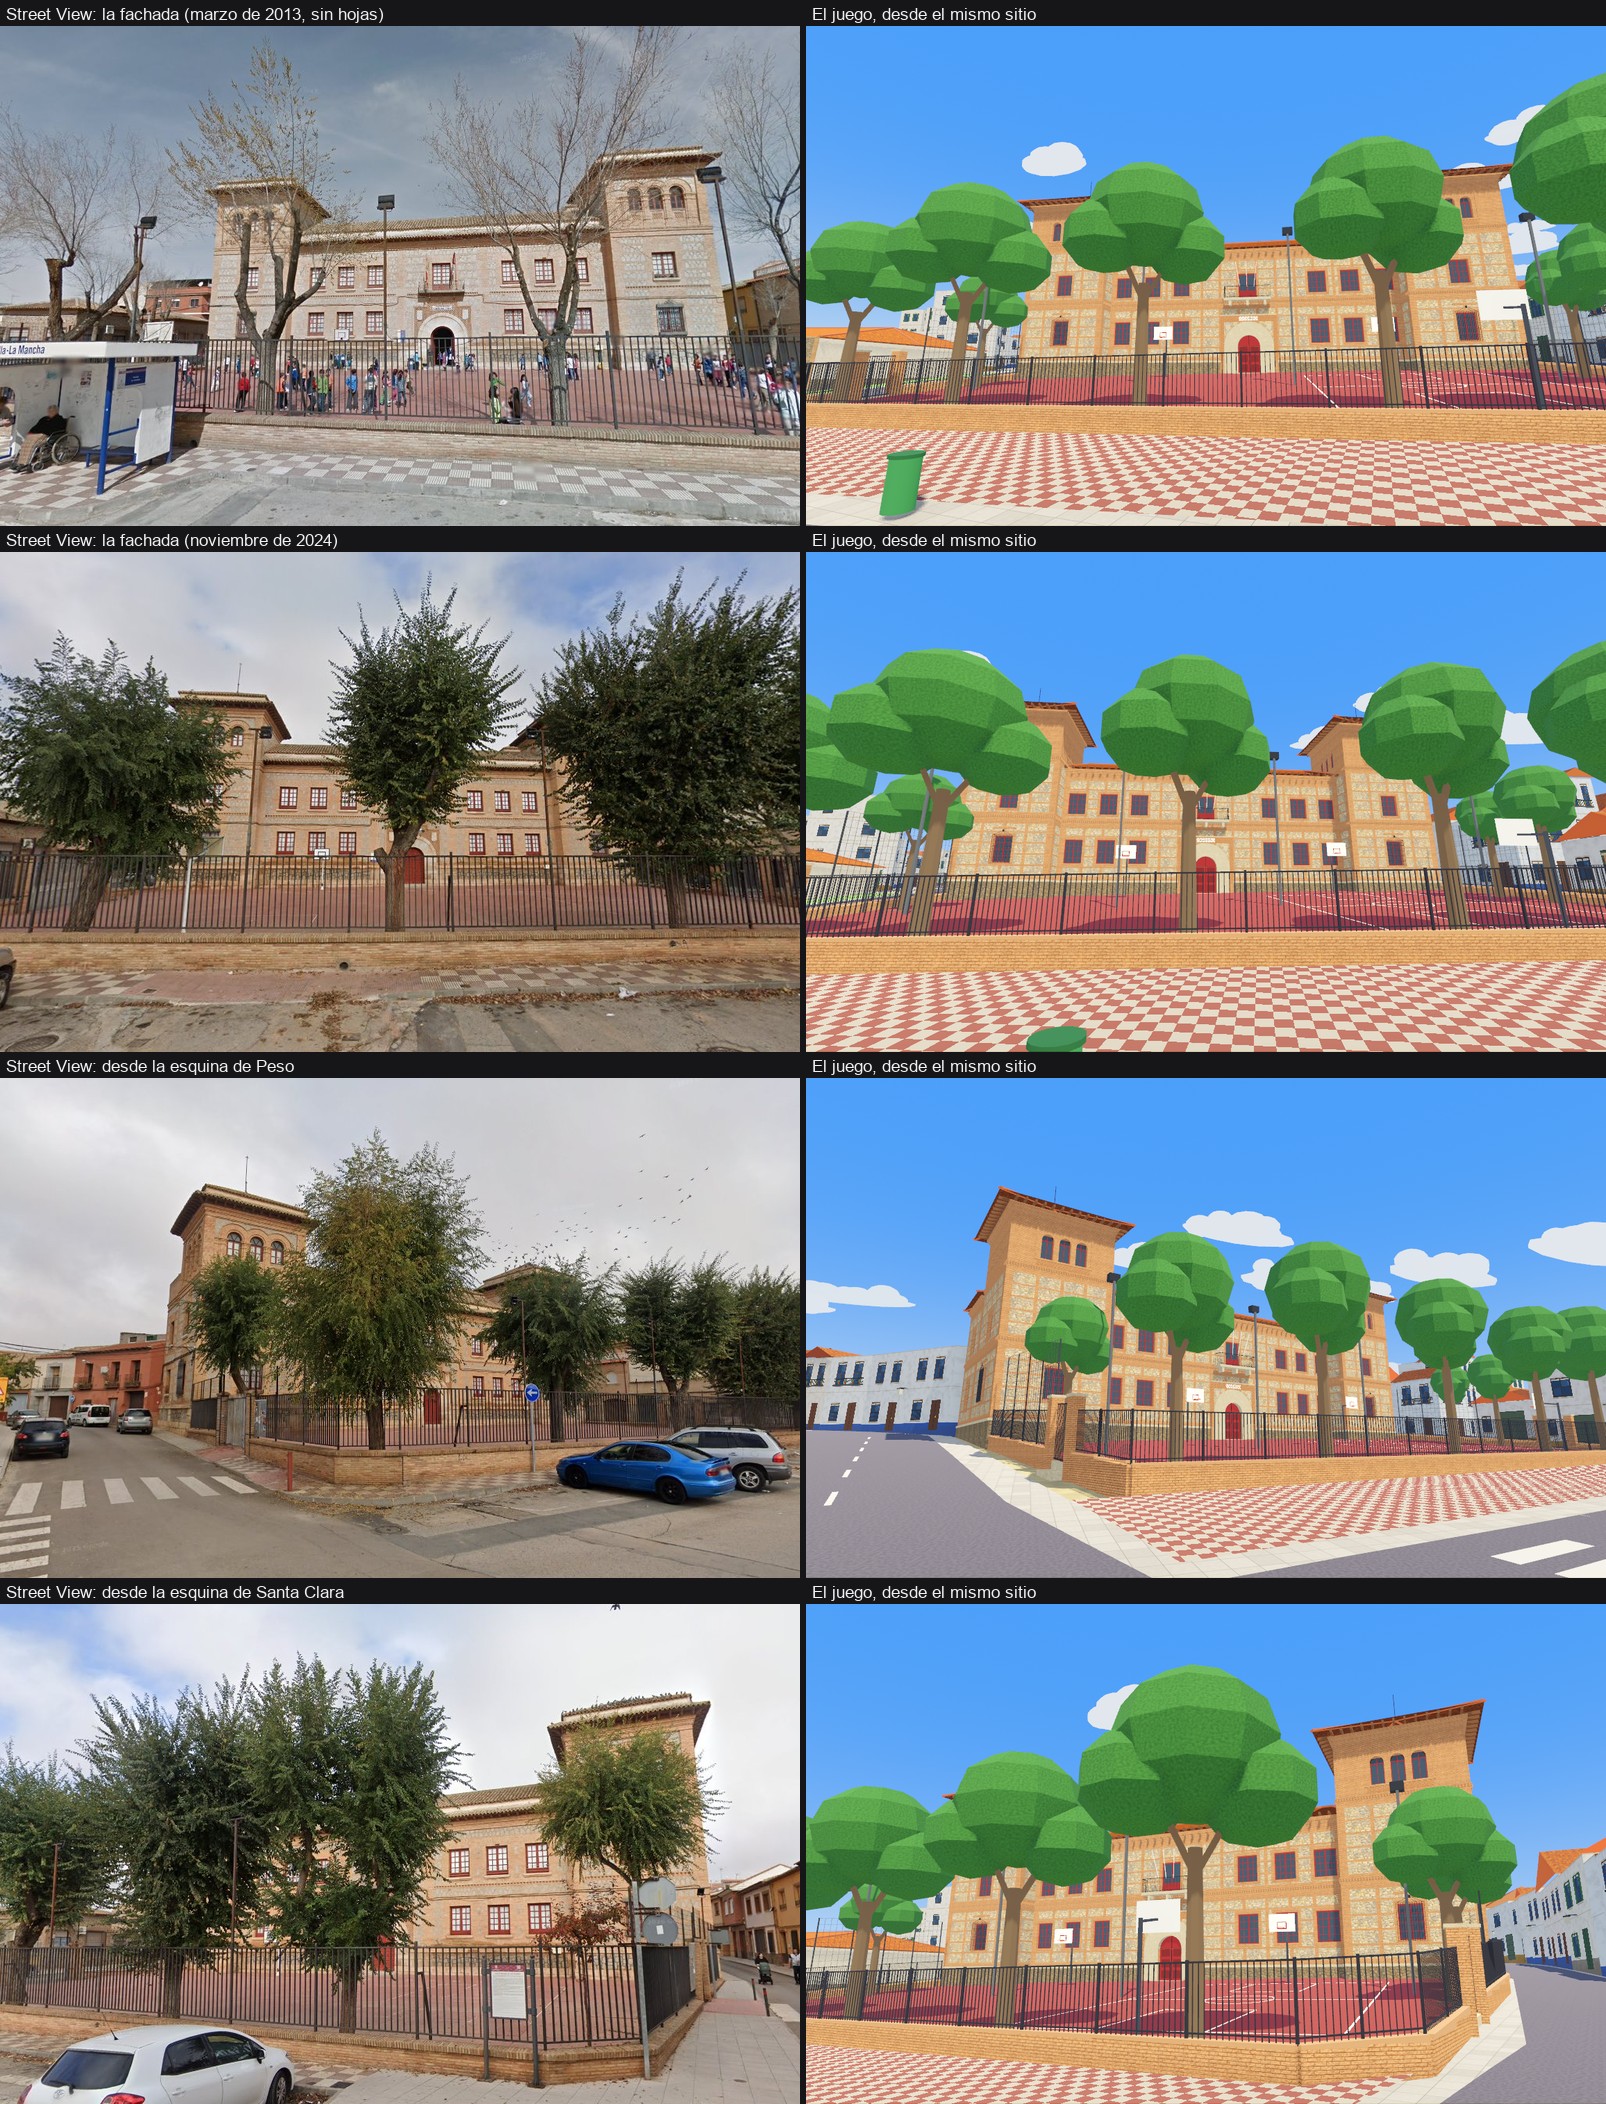 Street View: la fachada (marzo de 2013, sin hojas)
El juego, desde el mismo sitio
la-La Mancha
Street View: la fachada (noviembre de 2024)
El juego, desde el mismo sitio
Street View: desde la esquina de Peso
El juego, desde el mismo sitio
Street View: desde la esquina de Santa Clara
El juego, desde el mismo sitio